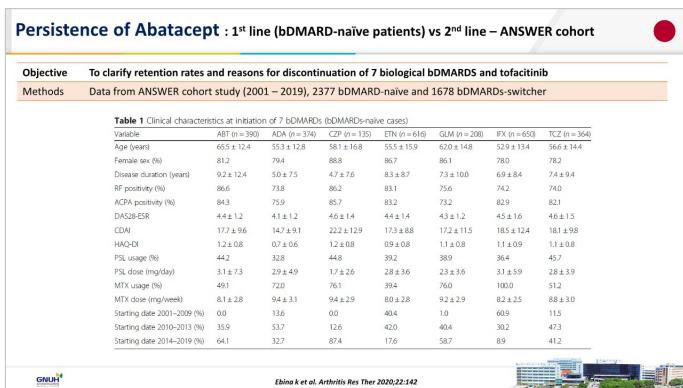 Persistence of Abatacept : 1st line (bDMARD-naïve patients) vs 2nd line – ANSWER cohort
Objective To clarify retention rates and reasons for discontinuation of 7 biological bDMARDS and tofacitinib
Methods Data from ANSWER cohort study (2001 – 2019), 2377 bDMARD-naïve and 1678 bDMARDs-switcher
Table 1 Clinical characteristics at initiation of 7 bDMARDs (bDMARDs-naïve cases)
Variable ABT (n = 390) ADA (n = 374) CZP (n = 135) ETN (n = 616) GLM (n = 208) IFX (n = 650) TCZ (n = 364)
Age (years) 65.5 ± 12.4 55.3 ± 12.8 58.1 ± 16.8 55.5 ± 15.9 62.0 ± 14.8 52.9 ± 13.4 56.6 ± 14.4
Female sex (%) 81.2 79.4 88.8 86.7 86.1 78.0 78.2
Disease duration (years) 9.2 ± 12.4 5.0 ± 7.5 4.7 ± 7.6 8.3 ± 8.7 7.3 ± 10.0 6.9 ± 8.4 7.4 ± 9.4
RF positivity (%) 86.6 73.8 86.2 83.1 75.6 74.2 74.0
ACPA positivity (%) 84.3 75.9 85.7 83.2 73.2 82.9 82.1
DAS28-ESR 4.4 ± 1.2 4.1 ± 1.2 4.6 ± 1.4 4.4 ± 1.4 4.3 ± 1.2 4.5 ± 1.6 4.6 ± 1.5
CDAI 17.7 ± 9.6 14.7 ± 9.1 22.2 ± 12.9 17.3 ± 8.8 17.2 ± 11.5 18.5 ± 12.4 18.1 ± 9.8
HAQ-DI 1.2 ± 0.8 0.7 ± 0.6 1.2 ± 0.8 0.9 ± 0.8 1.1 ± 0.8 1.1 ± 0.9 1.1 ± 0.8
PSL usage (%) 44.2 32.8 44.8 39.2 38.9 36.4 45.7
PSL dose (mg/day) 3.1 ± 7.3 2.9 ± 4.9 1.7 ± 2.6 2.8 ± 3.6 2.3 ± 3.6 3.1 ± 5.9 2.8 ± 3.9
MTX usage (%) 49.1 72.0 76.1 39.4 76.0 100.0 51.2
MTX dose (mg/week) 8.1 ± 2.8 9.4 ± 3.1 9.4 ± 2.9 8.0 ± 2.8 9.2 ± 2.9 8.2 ± 2.5 8.8 ± 3.0
Starting date 2001–2009 (%) 0.0 13.6 0.0 40.4 1.0 60.9 11.5
Starting date 2010–2013 (%) 35.9 53.7 12.6 42.0 40.4 30.2 47.3
Starting date 2014–2019 (%) 64.1 32.7 87.4 17.6 58.7 8.9 41.2
GNUH
Ebina k et al. Arthritis Res Ther 2020;22:142